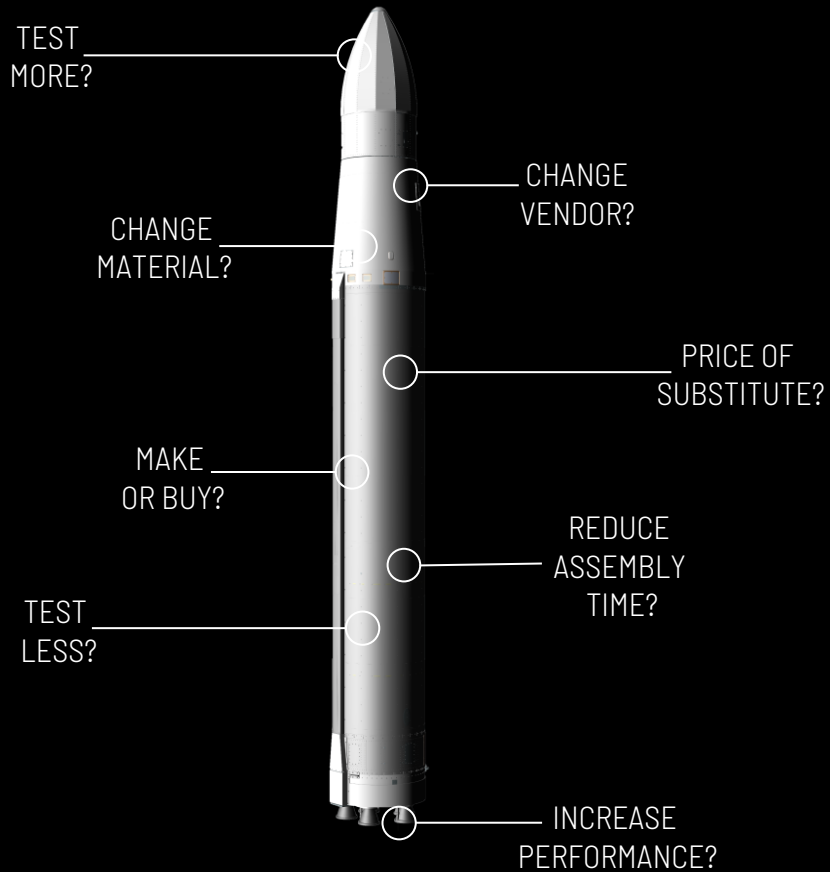 TEST
MORE?
CHANGE
VENDOR?
CHANGE
MATERIAL?
PRICE OF
SUBSTITUTE?
MAKE
OR BUY?
REDUCE
ASSEMBLY
TIME?
TEST
LESS?
INCREASE
PERFORMANCE?